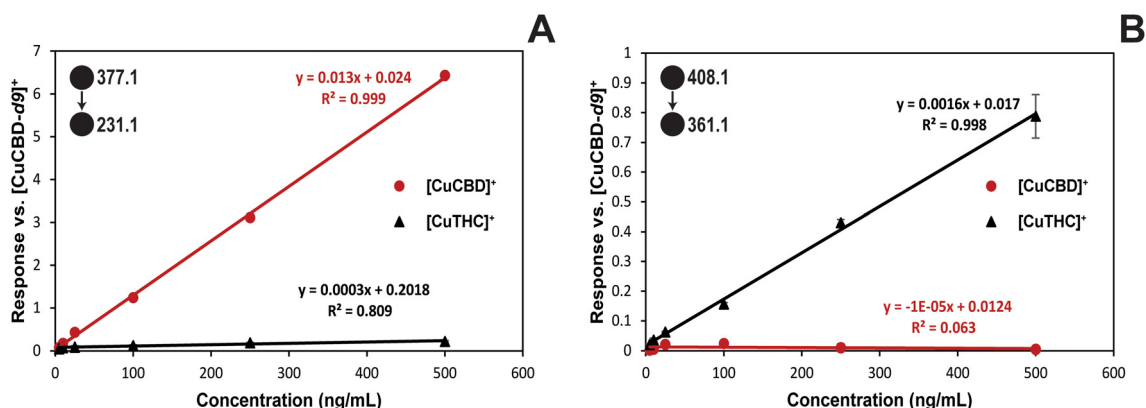 A
Response vs. [CuCBD-d9]⁺
7
6
5
4
3
2
1
0
377.1
231.1
y = 0.013x + 0.024
R² = 0.999
[CuCBD]⁺
[CuTHC]⁺
y = 0.0003x + 0.2018
R² = 0.809
0 100 200 300 400 500 600
Concentration (ng/mL)
B
Response vs. [CuCBD-d9]⁺
1
0.9
0.8
0.7
0.6
0.5
0.4
0.3
0.2
0.1
0
408.1
361.1
y = 0.0016x + 0.017
R² = 0.998
[CuCBD]⁺
[CuTHC]⁺
y = -1E-05x + 0.0124
R² = 0.063
0 100 200 300 400 500 600
Concentration (ng/mL)